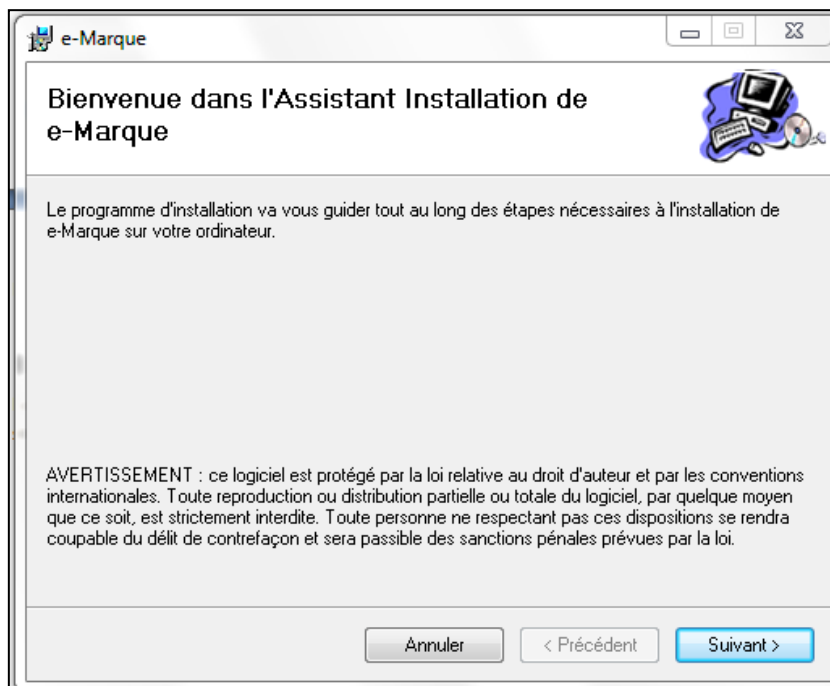 e-Marque
Bienvenue dans l'Assistant Installation de
e-Marque
Le programme d'installation va vous guider tout au long des étapes nécessaires à l'installation de
e-Marque sur votre ordinateur.
AVERTISSEMENT : ce logiciel est protégé par la loi relative au droit d'auteur et par les conventions
internationales. Toute reproduction ou distribution partielle ou totale du logiciel, par quelque moyen
que ce soit, est strictement interdite. Toute personne ne respectant pas ces dispositions se rendra
coupable du délit de contrefaçon et sera passible des sanctions pénales prévues par la loi.
Annuler < Précédent Suivant >